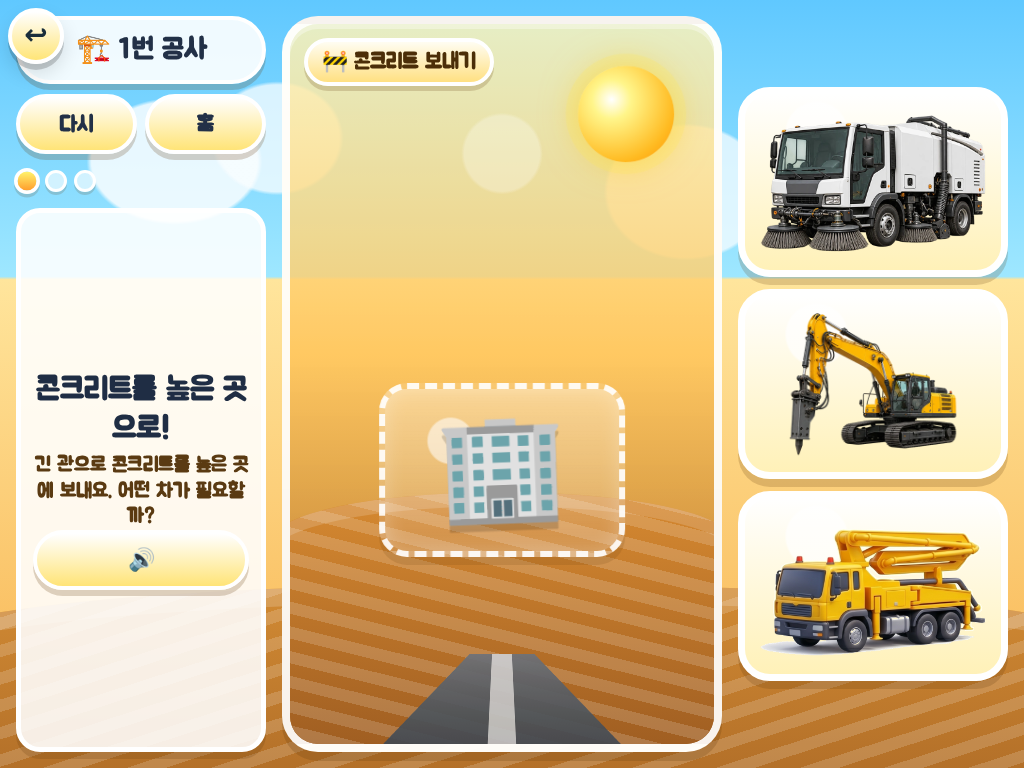 1번 공사
다시
홈
콘크리트를 높은 곳
으로!
긴 관으로 콘크리트를 높은 곳
에 보내요. 어떤 차가 필요할
까?
콘크리트 보내기